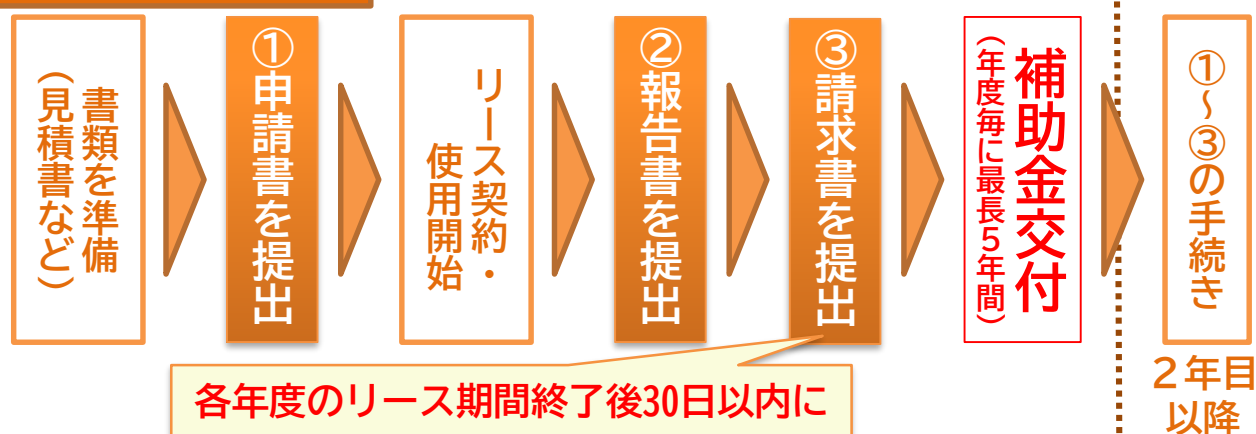 書類を準備
（見積書など）
①申請書を提出
リース契約・
使用開始
②報告書を提出
③請求書を提出
補助金交付
（年度毎に最長５年間）
①～③の手続き
２年目
以降
各年度のリース期間終了後30日以内に